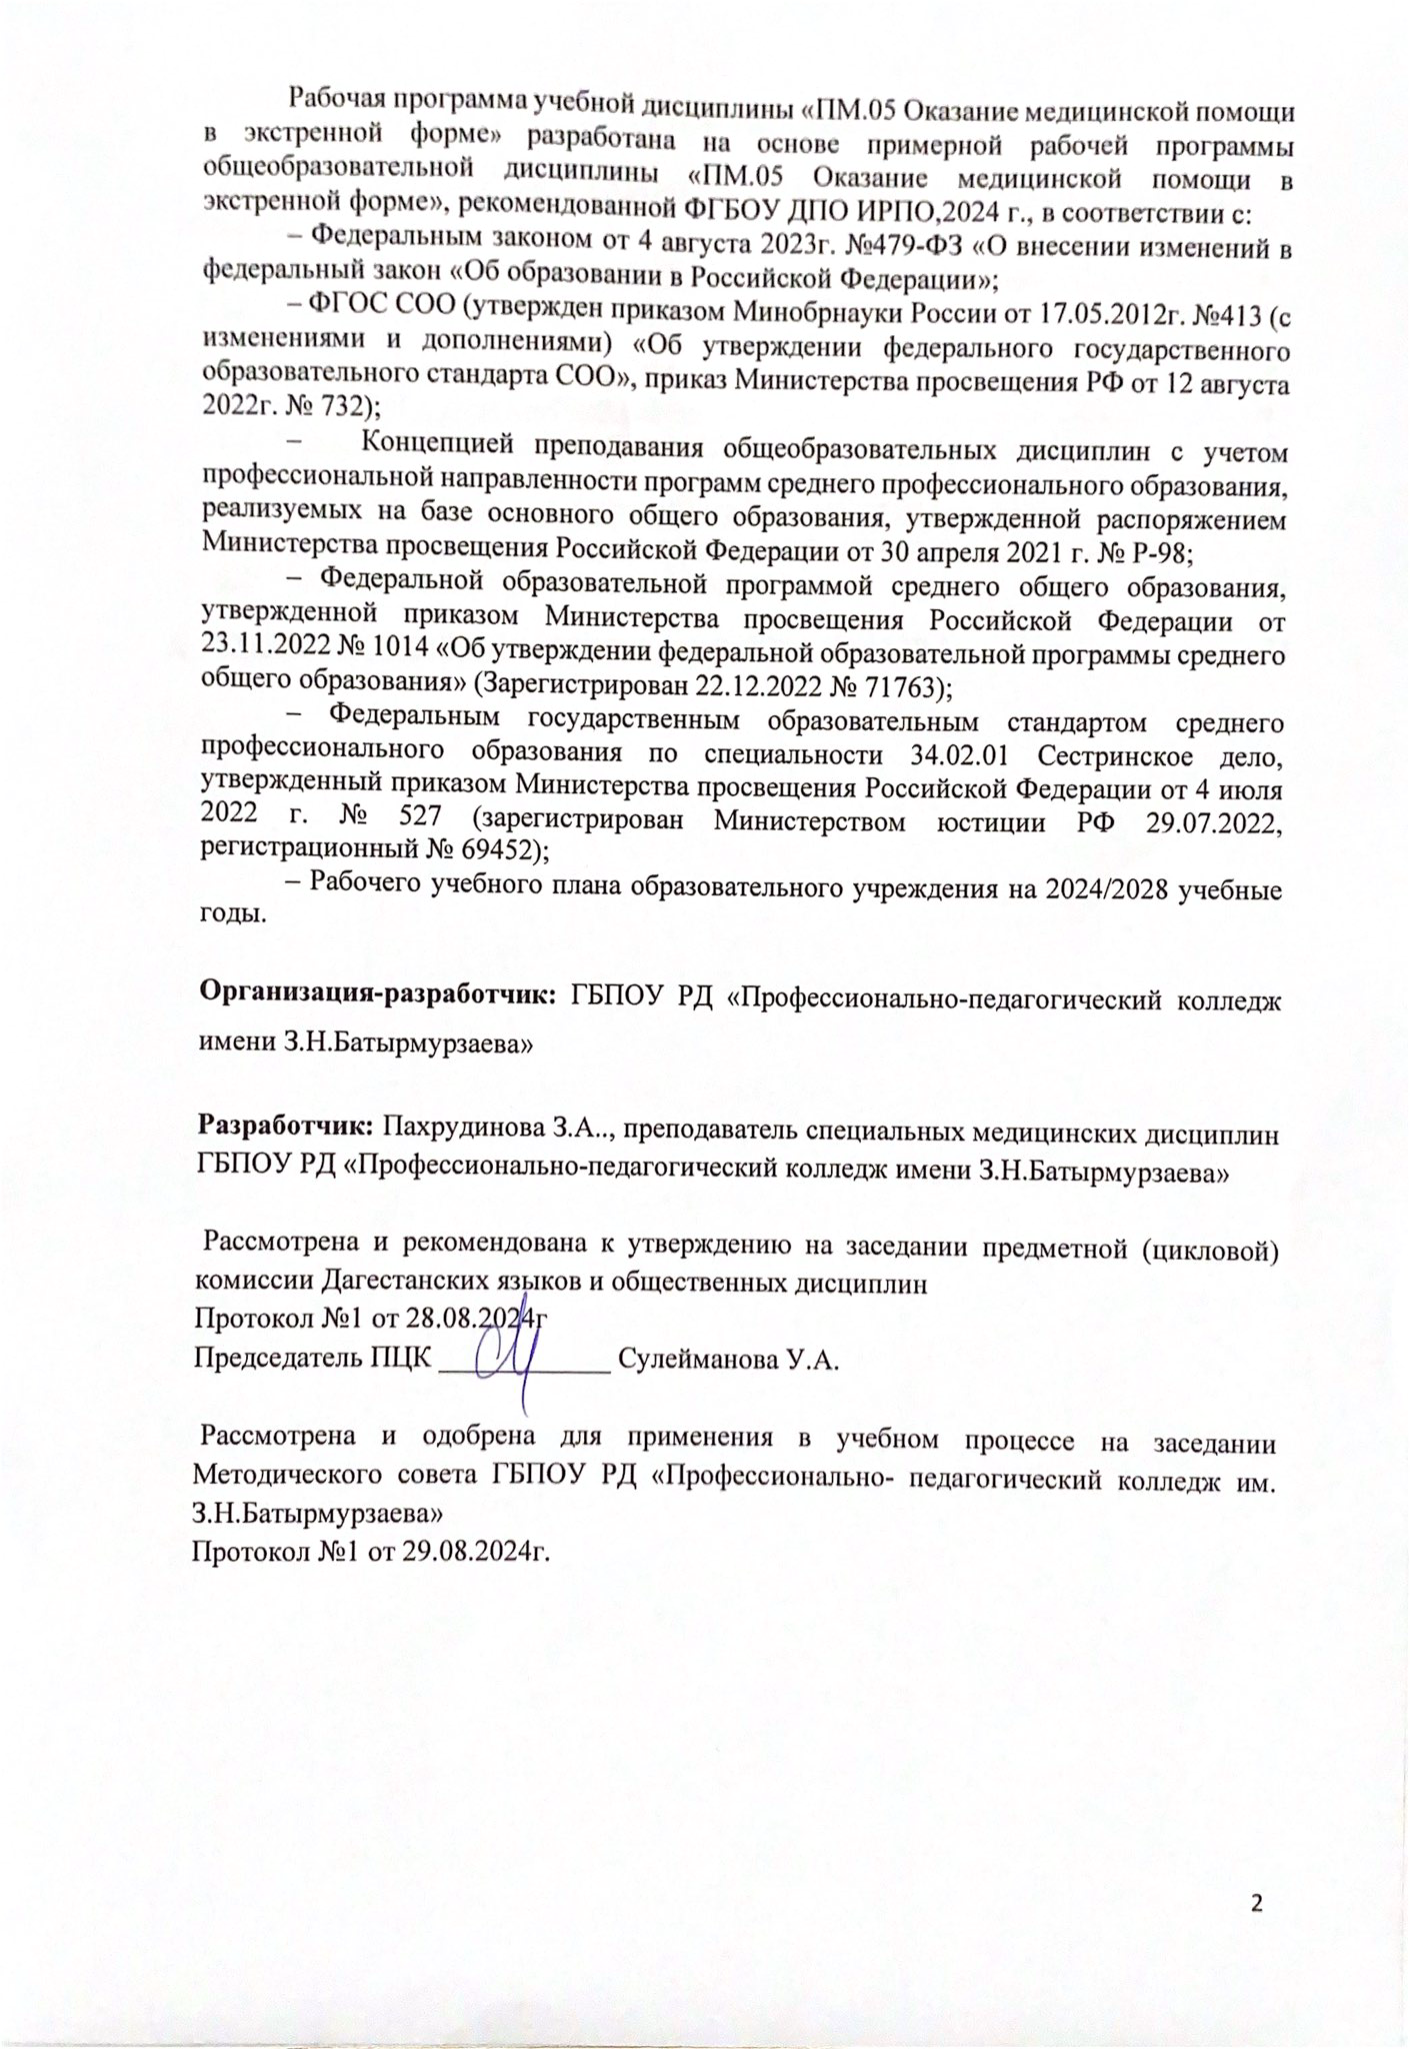 Рабочая программа учебной дисциплины «ПМ.05 Оказание медицинской помощи
в экстренной форме» разработана на основе примерной рабочей программы
общеобразовательной дисциплины «ПМ.05 Оказание медицинской помощи в
экстренной форме», рекомендованной ФГБОУ ДПО ИРПО,2024 г., в соответствии с:
– Федеральным законом от 4 августа 2023г. №479-ФЗ «О внесении изменений в
федеральный закон «Об образовании в Российской Федерации»;
– ФГОС СОО (утвержден приказом Минобрнауки России от 17.05.2012г. №413 (с
изменениями и дополнениями) «Об утверждении федерального государственного
образовательного стандарта СОО», приказ Министерства просвещения РФ от 12 августа
2022г. № 732);
– Концепцией преподавания общеобразовательных дисциплин с учетом
профессиональной направленности программ среднего профессионального образования,
реализуемых на базе основного общего образования, утвержденной распоряжением
Министерства просвещения Российской Федерации от 30 апреля 2021 г. № Р-98;
– Федеральной образовательной программой среднего общего образования,
утвержденной приказом Министерства просвещения Российской Федерации от
23.11.2022 № 1014 «Об утверждении федеральной образовательной программы среднего
общего образования» (Зарегистрирован 22.12.2022 № 71763);
– Федеральным государственным образовательным стандартом среднего
профессионального образования по специальности 34.02.01 Сестринское дело,
утвержденный приказом Министерства просвещения Российской Федерации от 4 июля
2022 г. № 527 (зарегистрирован Министерством юстиции РФ 29.07.2022,
регистрационный № 69452);
– Рабочего учебного плана образовательного учреждения на 2024/2028 учебные
годы.
Организация-разработчик: ГБПОУ РД «Профессионально-педагогический колледж
имени З.Н.Батырмурзаева»
Разработчик: Пахрудинова З.А.., преподаватель специальных медицинских дисциплин
ГБПОУ РД «Профессионально-педагогический колледж имени З.Н.Батырмурзаева»
Рассмотрена и рекомендована к утверждению на заседании предметной (цикловой)
комиссии Дагестанских языков и общественных дисциплин
Протокол №1 от 28.08.2024г
Председатель ПЦК ____________ Сулейманова У.А.
Рассмотрена и одобрена для применения в учебном процессе на заседании
Методического совета ГБПОУ РД «Профессионально- педагогический колледж им.
З.Н.Батырмурзаева»
Протокол №1 от 29.08.2024г.
2